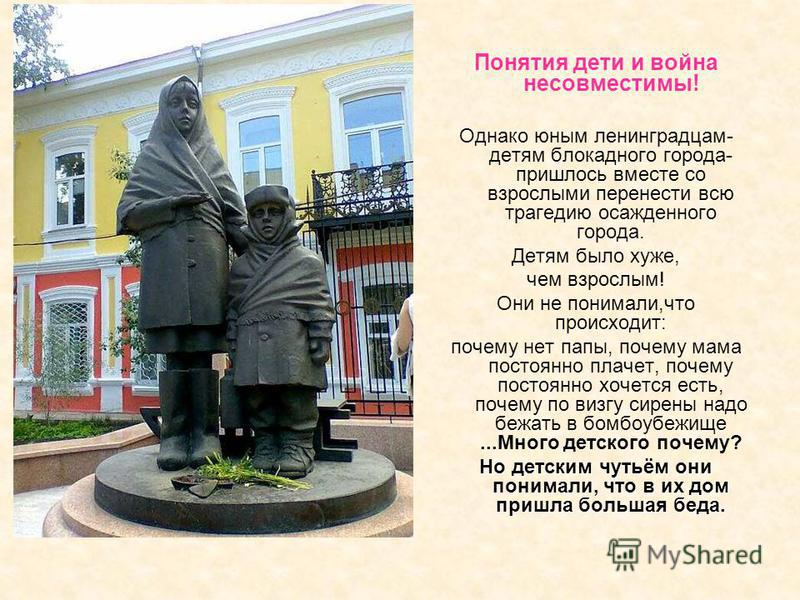 Понятия дети и война
несовместимы!
Однако юным ленинградцам-
детям блокадного города-
пришлось вместе со
взрослыми перенести всю
трагедию осажденного
города.
Детям было хуже,
чем взрослым!
Они не понимали,что
происходит:
почему нет папы, почему мама
постоянно плачет, почему
постоянно хочется есть,
почему по визгу сирены надо
бежать в бомбоубежище
...Много детского почему?
Но детским чутьём они
понимали, что в их дом
пришла большая беда.
MyShared